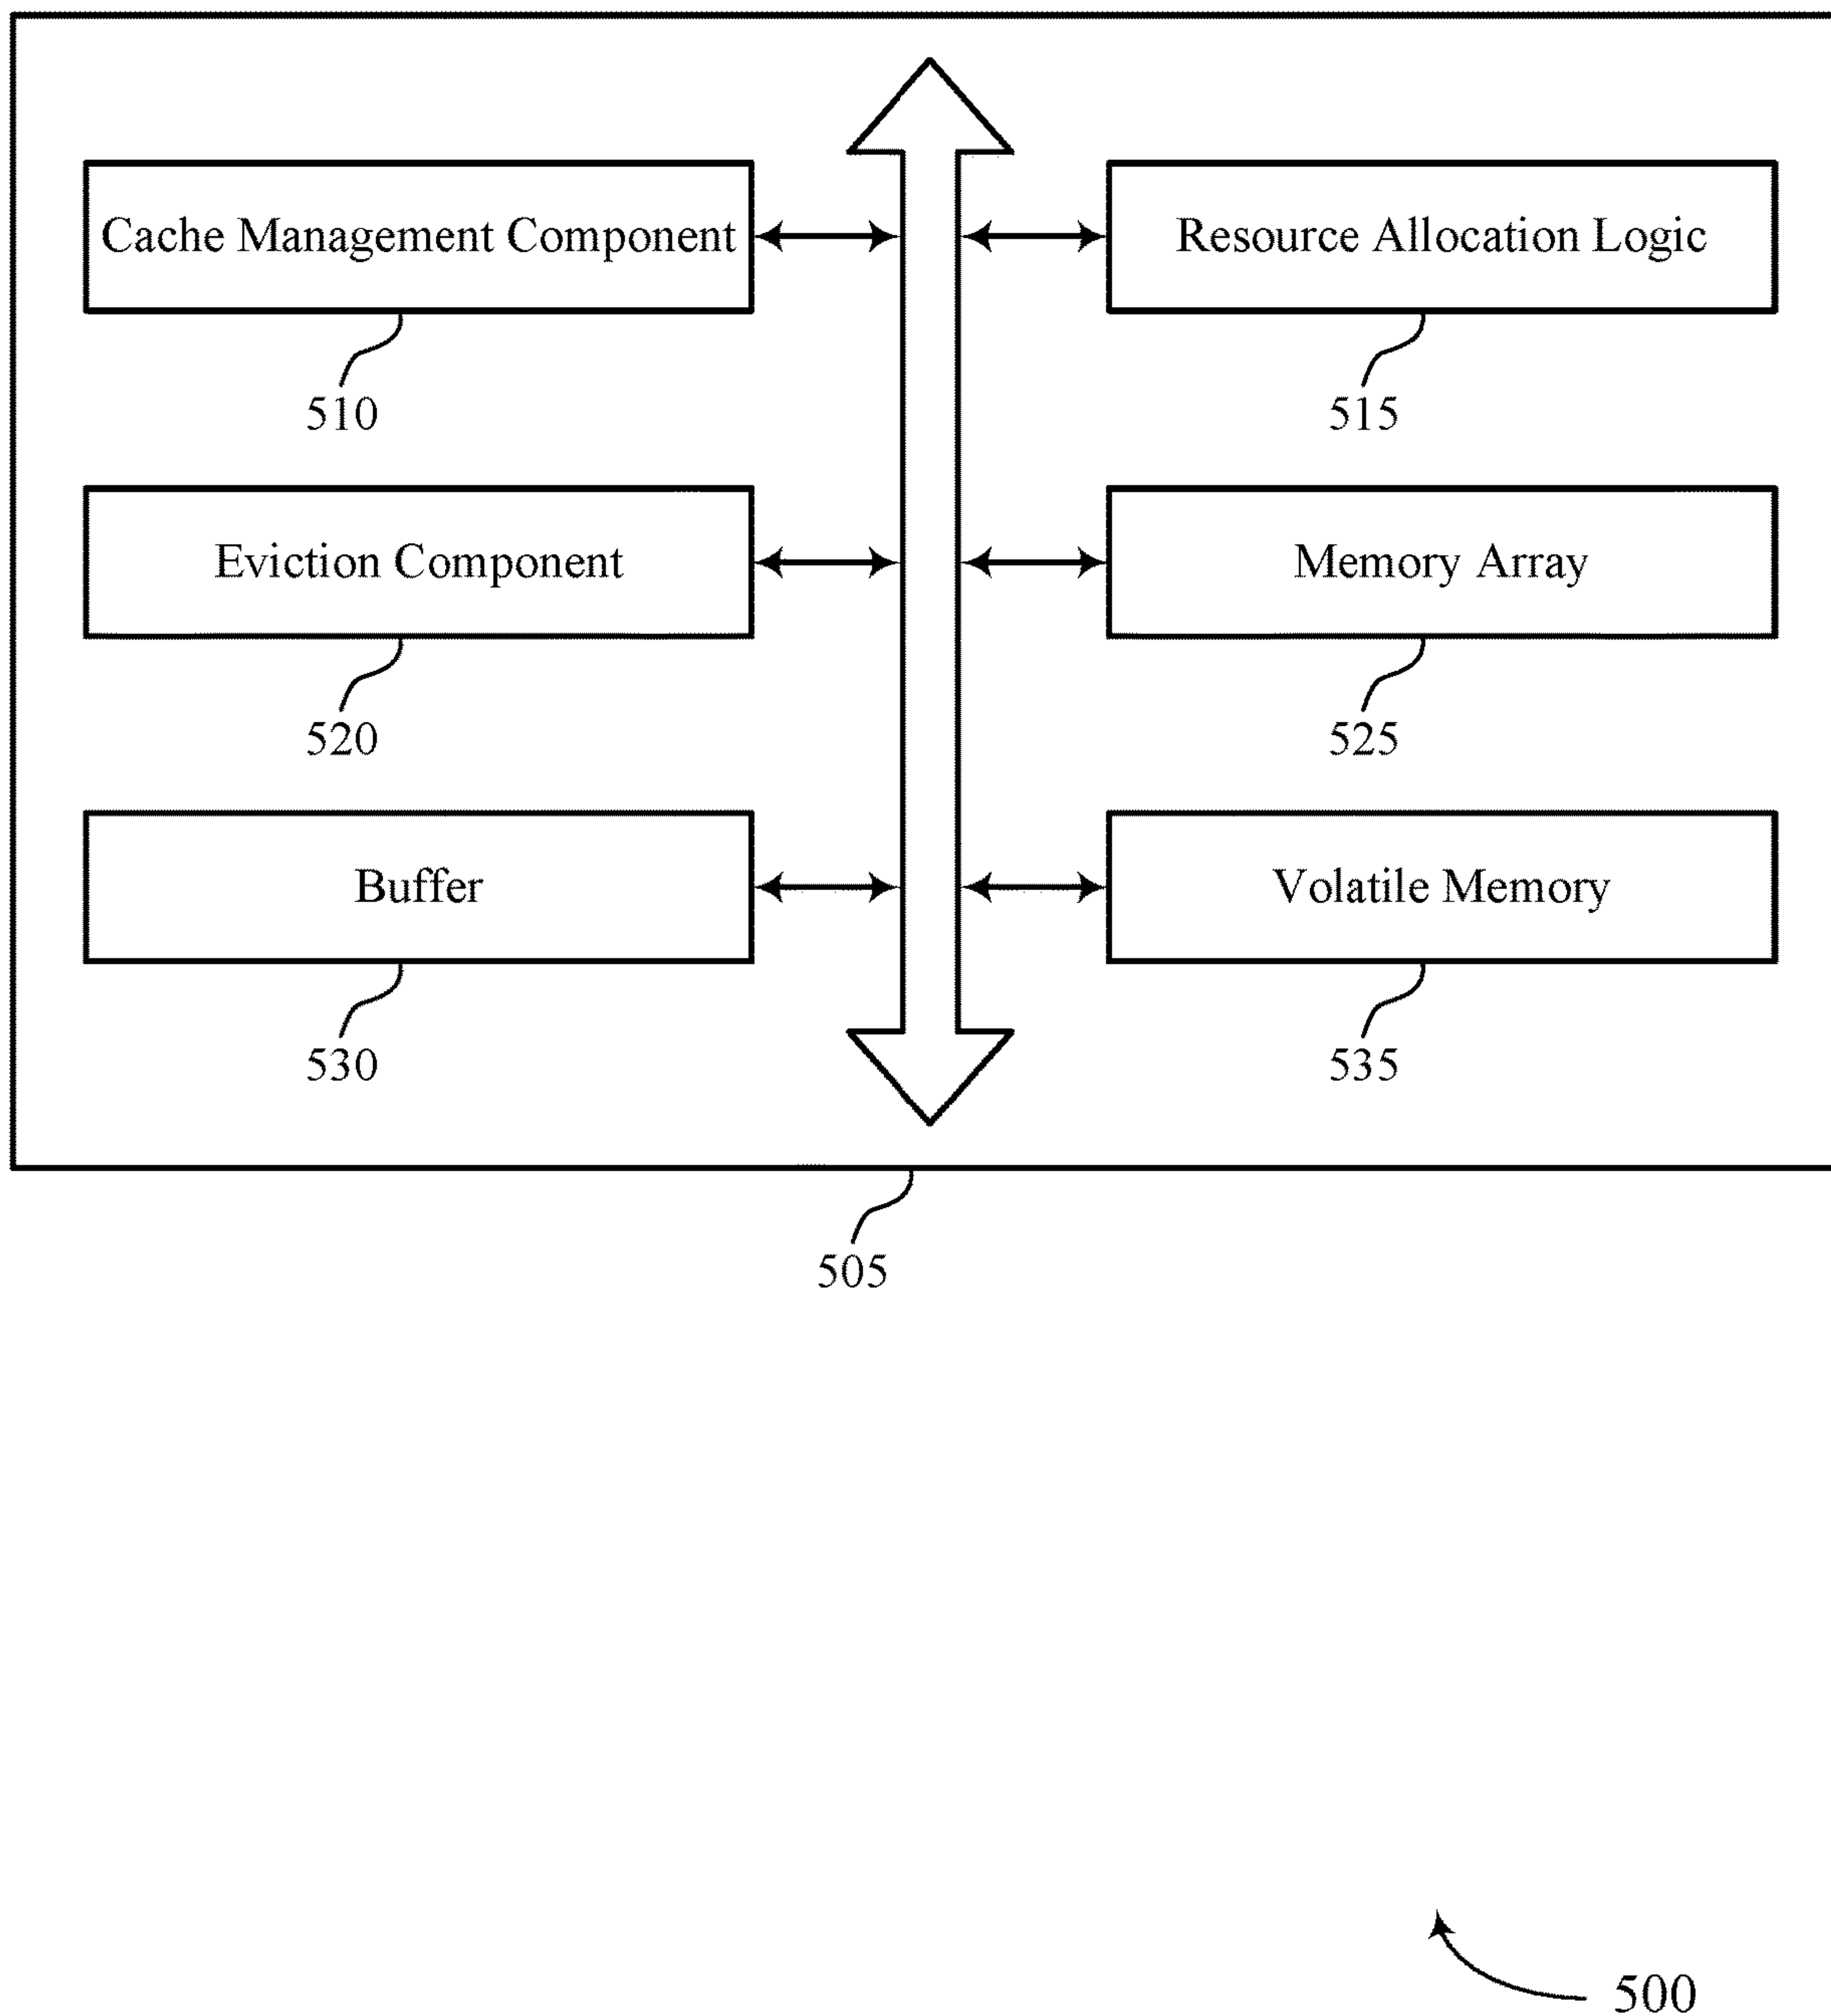 Cache Management Component
Resource Allocation Logic
510
515
Eviction Component
Memory Array
520
525
Buffer
Volatile Memory
530
535
505
500